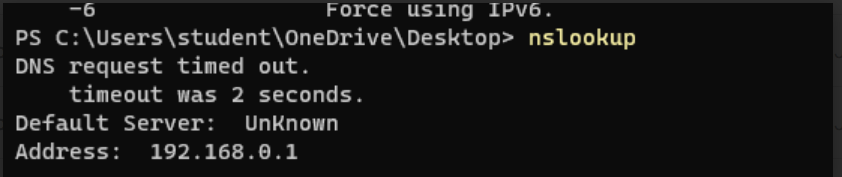 -6 Force using IPv6.
PS C:\Users\student\OneDrive\Desktop> nslookup
DNS request timed out.
timeout was 2 seconds.
Default Server: UnKnown
Address: 192.168.0.1